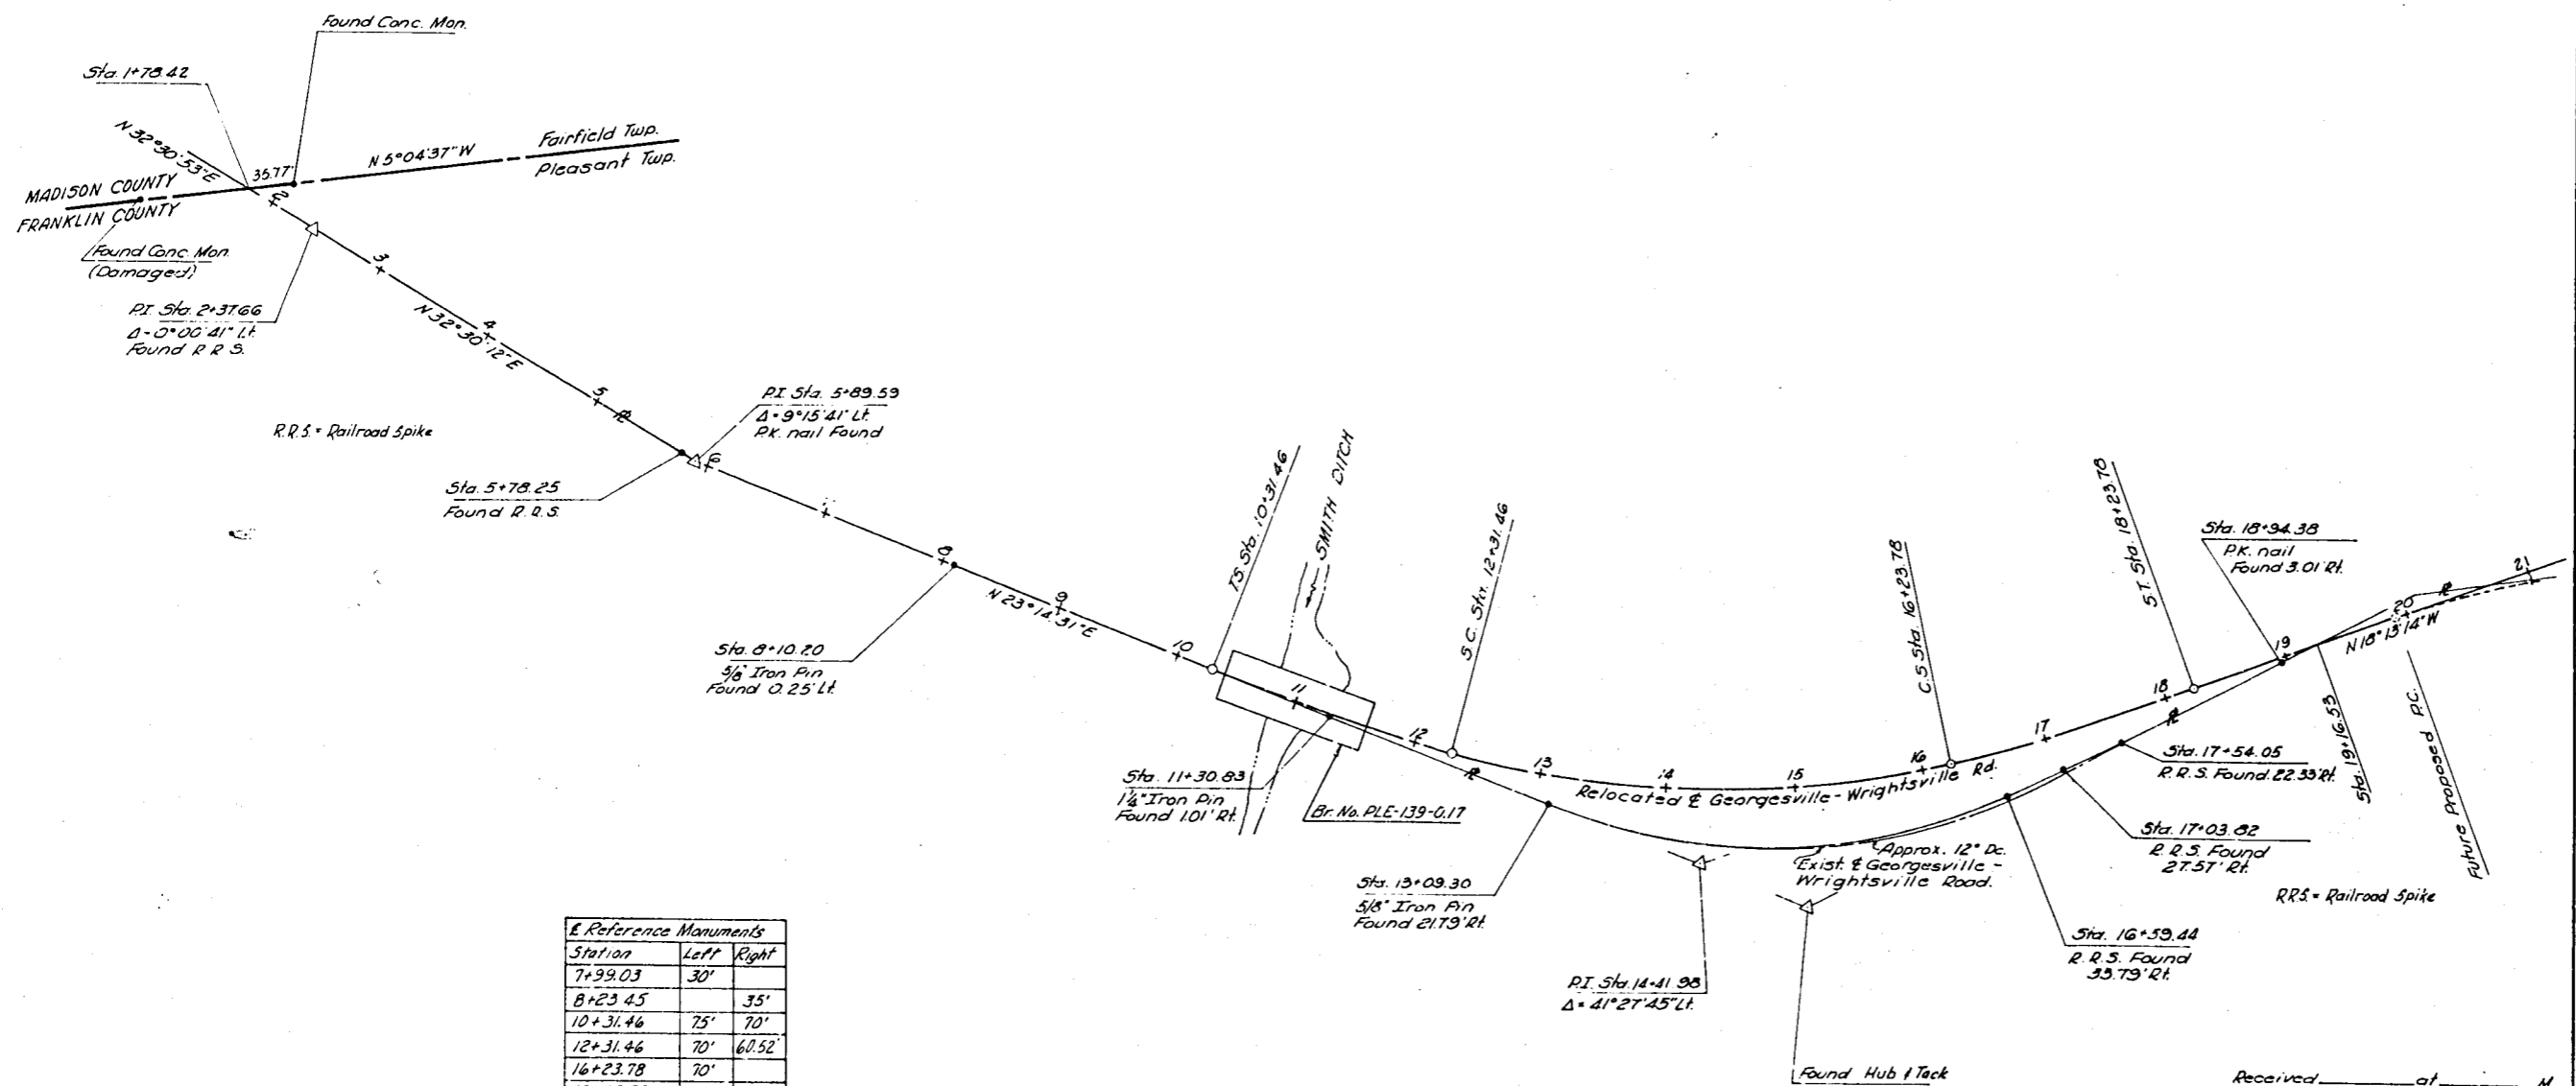 Found Conc. Mon.
Sta. 1+78.42
N 32°30'53"E
35.77'
N 5°04'37"W
Fairfield Twp.
Pleasant Twp.
MADISON COUNTY
FRANKLIN COUNTY
Found Conc. Mon.
(Damaged)
2
P.I. Sta. 2+37.66
Δ-0°00'41" Lt.
Found R.R.S.
3
4
N 32°30'12"E
5
R
R.R.S. = Railroad Spike
P.I. Sta. 5+89.59
Δ=9°15'41" Lt.
P.K. nail Found
6
Sta. 5+78.25
Found R.R.S.
8
9
N 23°14'31"E
Sta. 8+10.20
5/8" Iron Pin
Found 0.25' Lt.
10
T.S. Sta. 10+31.46
SMITH DITCH
11
S.C. Sta. 12+31.46
12
R
Sta. 11+30.83
1¼" Iron Pin
Found 1.01' Rt.
Br. No. PLE-139-0.17
13
14
15
16
Relocated ₵ Georgesville-Wrightsville Rd.
C.S Sta. 16+23.78
17
18
R
S.T. Sta. 18+23.78
Sta. 18+94.38
P.K. nail
Found 3.01' Rt.
19
20
R
21
N 18°13'14"W
Sta. 19+16.53
Future Proposed P.C.
Sta. 17+54.05
R.R.S. Found 22.33' Rt.
Sta. 17+03.82
R.R.S. Found
27.57' Rt.
R.R.S. = Railroad Spike
Approx. 12° Dc.
Exist. ₵ Georgesville -
Wrightsville Road.
Sta. 13+09.30
5/8" Iron Pin
Found 21.79' Rt.
Sta. 16+59.44
R.R.S. Found
33.79' Rt.
P.I. Sta. 14+41.98
Δ= 41°27'45" Lt.
Found Hub & Tack
₵ Reference Monuments
Station Left Right
7+99.03 30'
8+23.45 35'
10+31.46 75' 70'
12+31.46 70' 60.52'
16+23.78 70'
Received at M